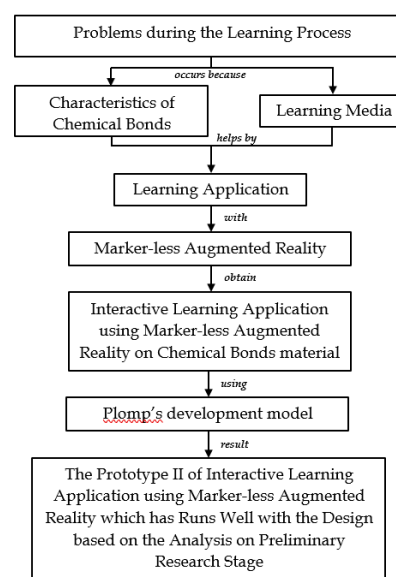 Problems during the Learning Process
occurs because
Characteristics of
Chemical Bonds
Learning Media
helps by
Learning Application
with
Marker-less Augmented Reality
obtain
Interactive Learning Application
using Marker-less Augmented
Reality on Chemical Bonds material
using
Plomp's development model
result
The Prototype II of Interactive Learning
Application using Marker-less Augmented
Reality which has Runs Well with the Design
based on the Analysis on Preliminary
Research Stage